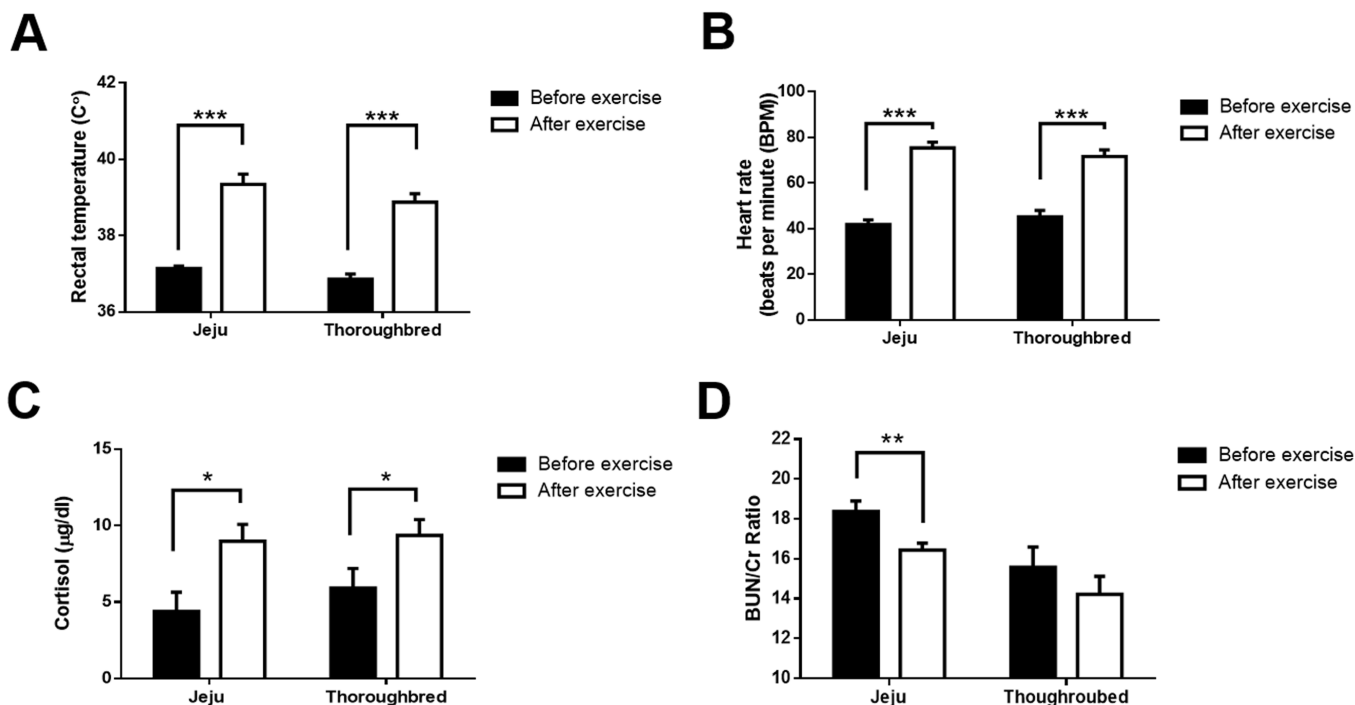 A
Rectal temperature (C°)
42
40
38
36
***
***
Jeju
Thoroughbred
Before exercise
After exercise
B
Heart rate
(beats per minute (BPM))
100
80
60
40
20
0
***
***
Jeju
Thoroughbred
Before exercise
After exercise
C
Cortisol (µg/dl)
15
10
5
0
*
*
Jeju
Thoroughbred
Before exercise
After exercise
D
BUN/Cr Ratio
22
20
18
16
14
12
10
**
Jeju
Thoughroubed
Before exercise
After exercise